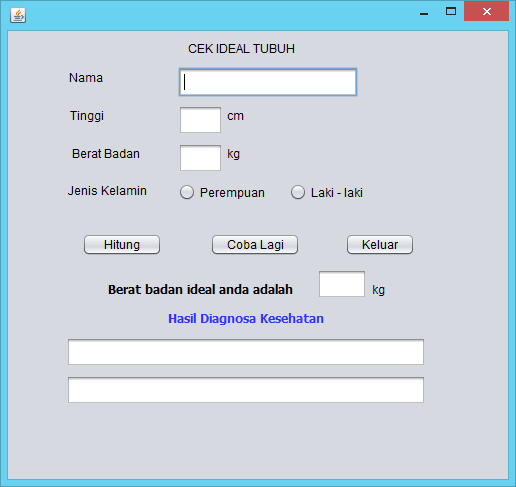 CEK IDEAL TUBUH
Nama
Tinggi cm
Berat Badan kg
Jenis Kelamin Perempuan Laki - laki
Hitung Coba Lagi Keluar
Berat badan ideal anda adalah kg
Hasil Diagnosa Kesehatan